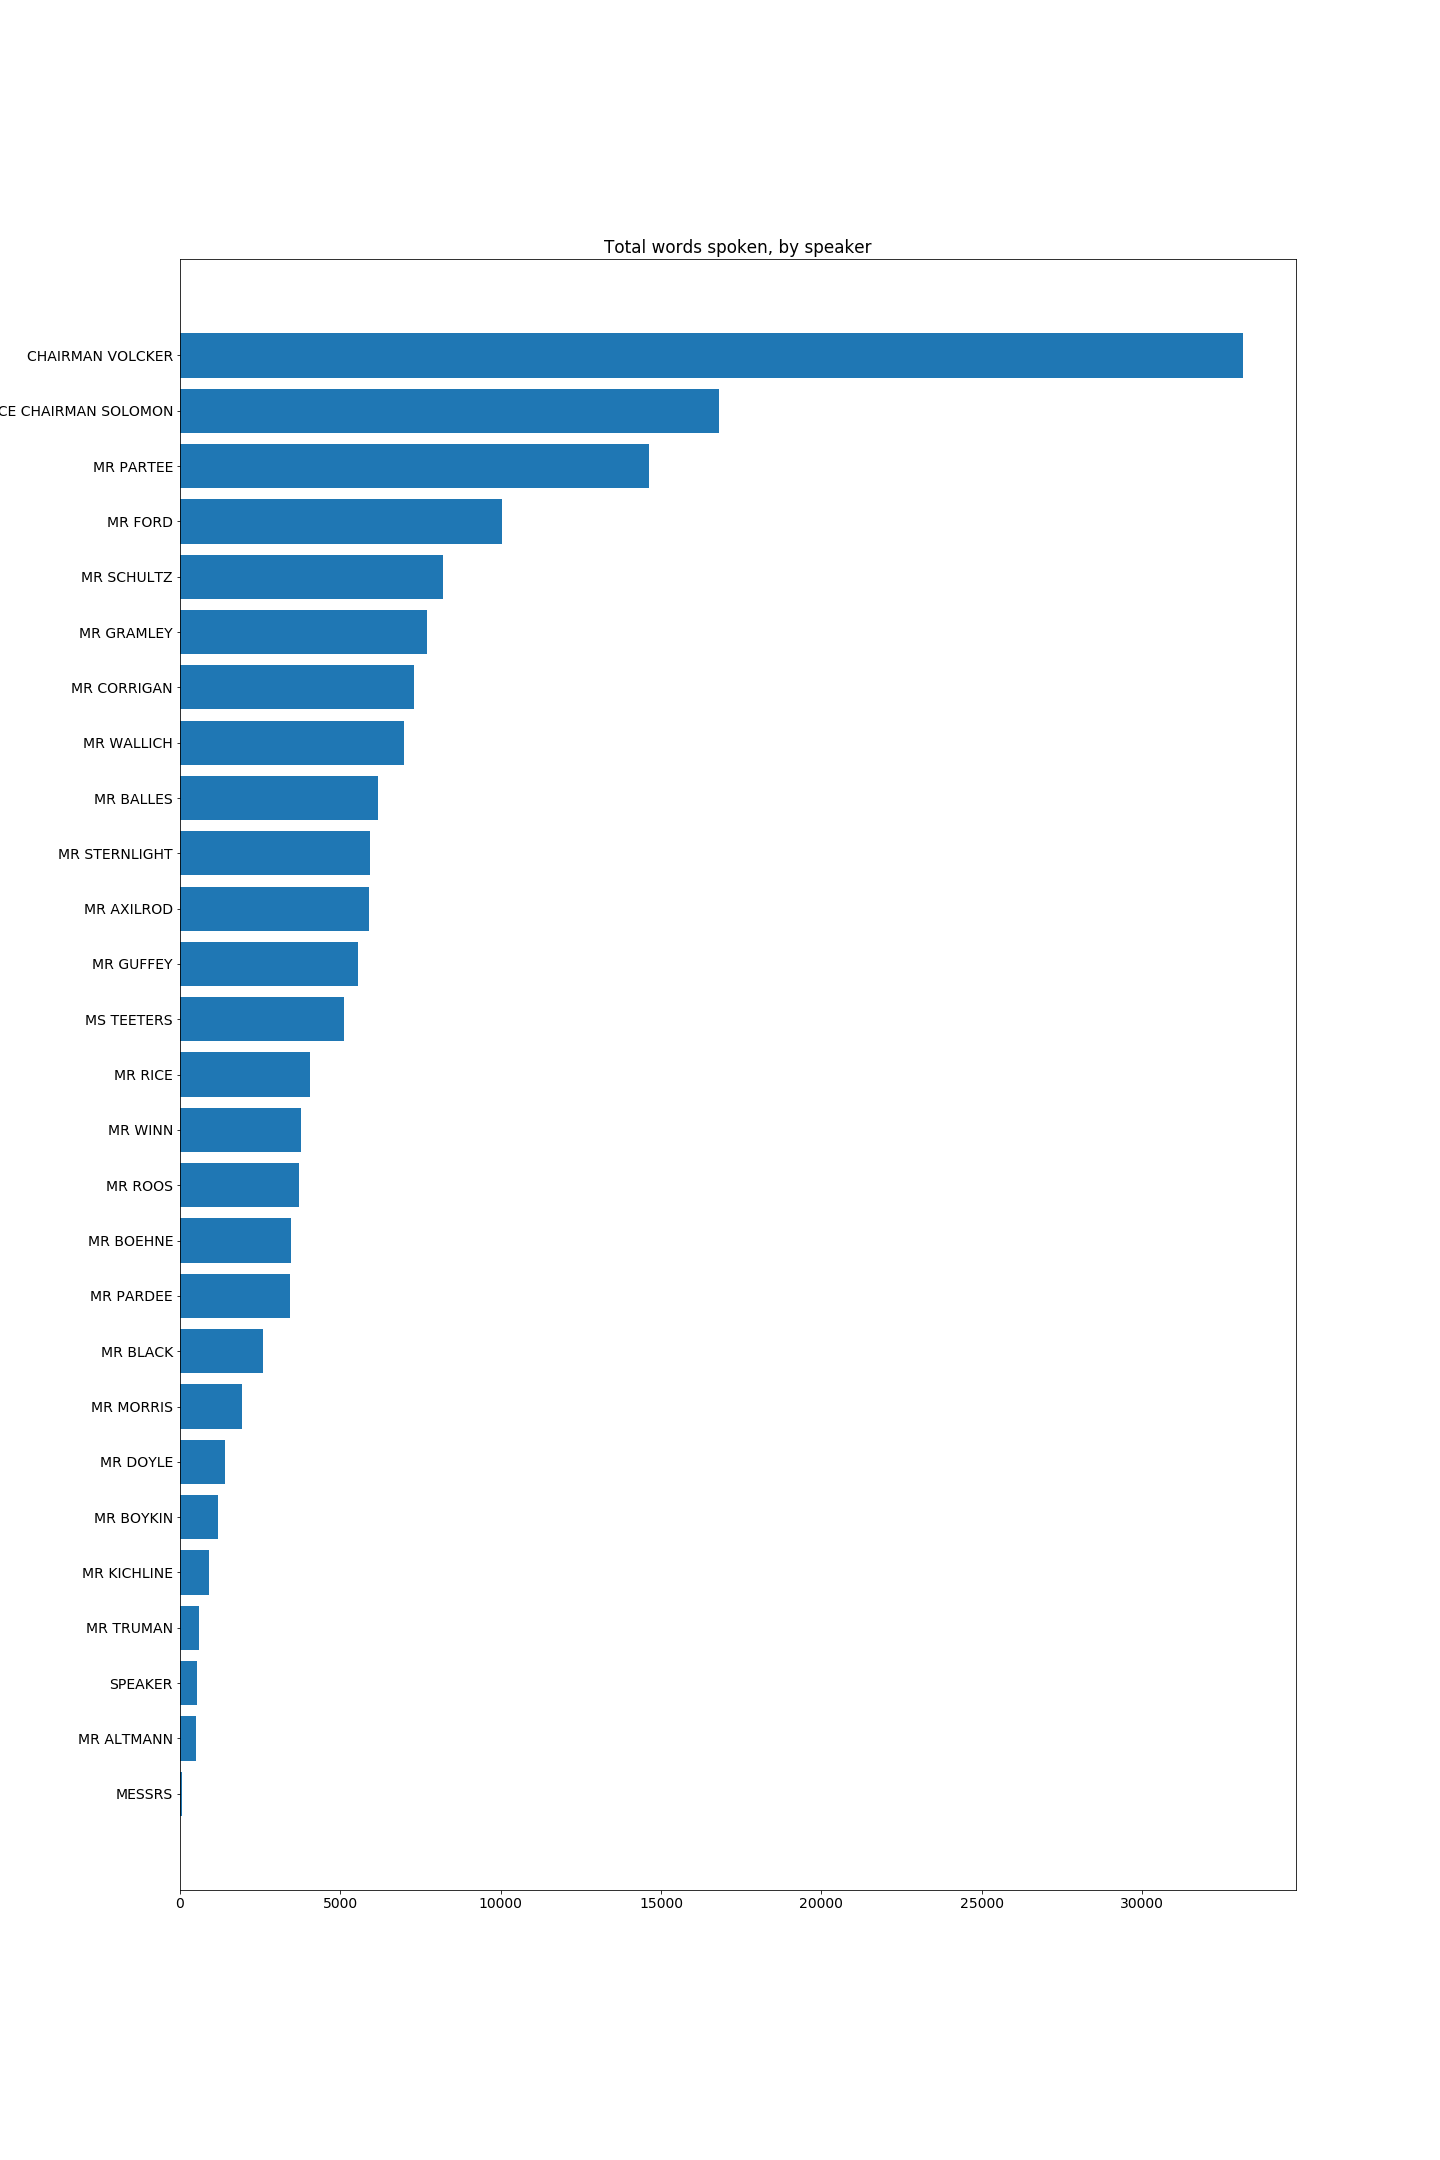 Total words spoken, by speaker
CHAIRMAN VOLCKER
CE CHAIRMAN SOLOMON
MR PARTEE
MR FORD
MR SCHULTZ
MR GRAMLEY
MR CORRIGAN
MR WALLICH
MR BALLES
MR STERNLIGHT
MR AXILROD
MR GUFFEY
MS TEETERS
MR RICE
MR WINN
MR ROOS
MR BOEHNE
MR PARDEE
MR BLACK
MR MORRIS
MR DOYLE
MR BOYKIN
MR KICHLINE
MR TRUMAN
SPEAKER
MR ALTMANN
MESSRS
0 5000 10000 15000 20000 25000 30000